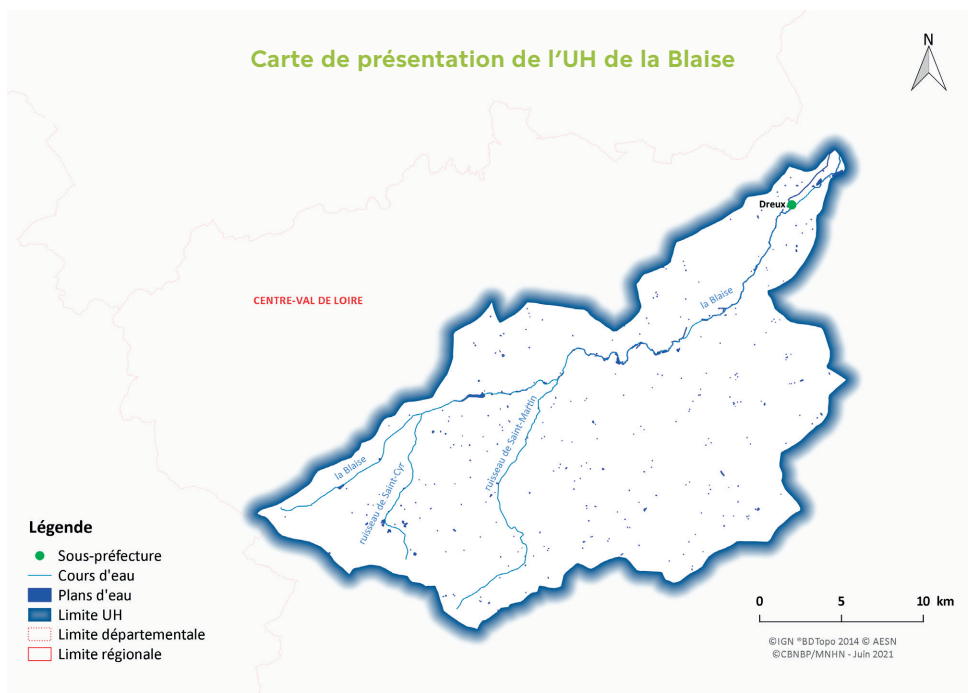 Carte de présentation de l'UH de la Blaise
N
Dreux
la Blaise
CENTRE-VAL DE LOIRE
ruisseau de Saint-Martin
la Blaise
ruisseau de Saint-Cyr
Légende
Sous-préfecture
Cours d'eau
Plans d'eau
Limite UH
Limite départementale
Limite régionale
0 5 10 km
©IGN ®BDTopo 2014 © AESN
©CBNBP/MNHN - Juin 2021